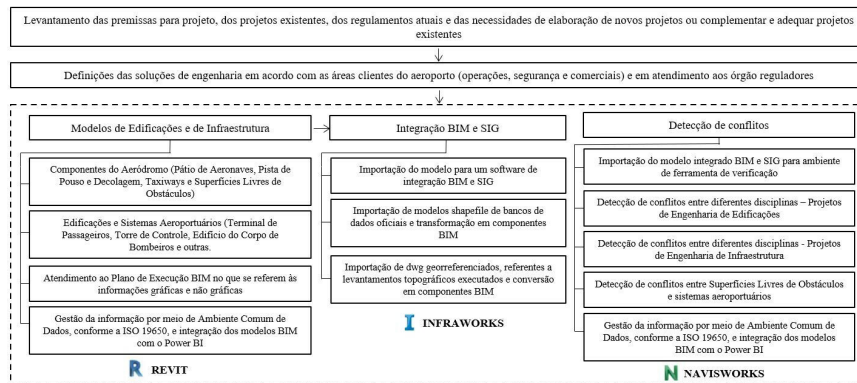 Levantamento das premissas para projeto, dos projetos existentes, dos regulamentos atuais e das necessidades de elaboração de novos projetos ou complementar e adequar projetos
existentes
Definições das soluções de engenharia em acordo com as áreas clientes do aeroporto (operações, segurança e comerciais) e em atendimento aos órgão reguladores
Modelos de Edificações e de Infraestrutura
Componentes do Aeródromo (Pátio de Aeronaves, Pista de
Pouso e Decolagem, Taxiways e Superfícies Livres de
Obstáculos)
Edificações e Sistemas Aeroportuários (Terminal de
Passageiros, Torre de Controle, Edifício do Corpo de
Bombeiros e outras.
Atendimento ao Plano de Execução BIM no que se referem às
informações gráficas e não gráficas
Gestão da informação por meio de Ambiente Comum de
Dados, conforme a ISO 19650, e integração dos modelos BIM
com o Power BI
R REVIT
Integração BIM e SIG
Importação do modelo para um software de
integração BIM e SIG
Importação de modelos shapefile de bancos de
dados oficiais e transformação em componentes
BIM
Importação de dwg georreferenciados, referentes a
levantamentos topográficos executados e conversão
em componentes BIM
I INFRAWORKS
Detecção de conflitos
Importação do modelo integrado BIM e SIG para ambiente
de ferramenta de verificação
Detecção de conflitos entre diferentes disciplinas – Projetos
de Engenharia de Edificações
Detecção de conflitos entre diferentes disciplinas - Projetos
de Engenharia de Infraestrutura
Detecção de conflitos entre Superfícies Livres de Obstáculos
e sistemas aeroportuários
Gestão da informação por meio de Ambiente Comum de
Dados, conforme a ISO 19650, e integração dos modelos
BIM com o Power BI
N NAVISWORKS